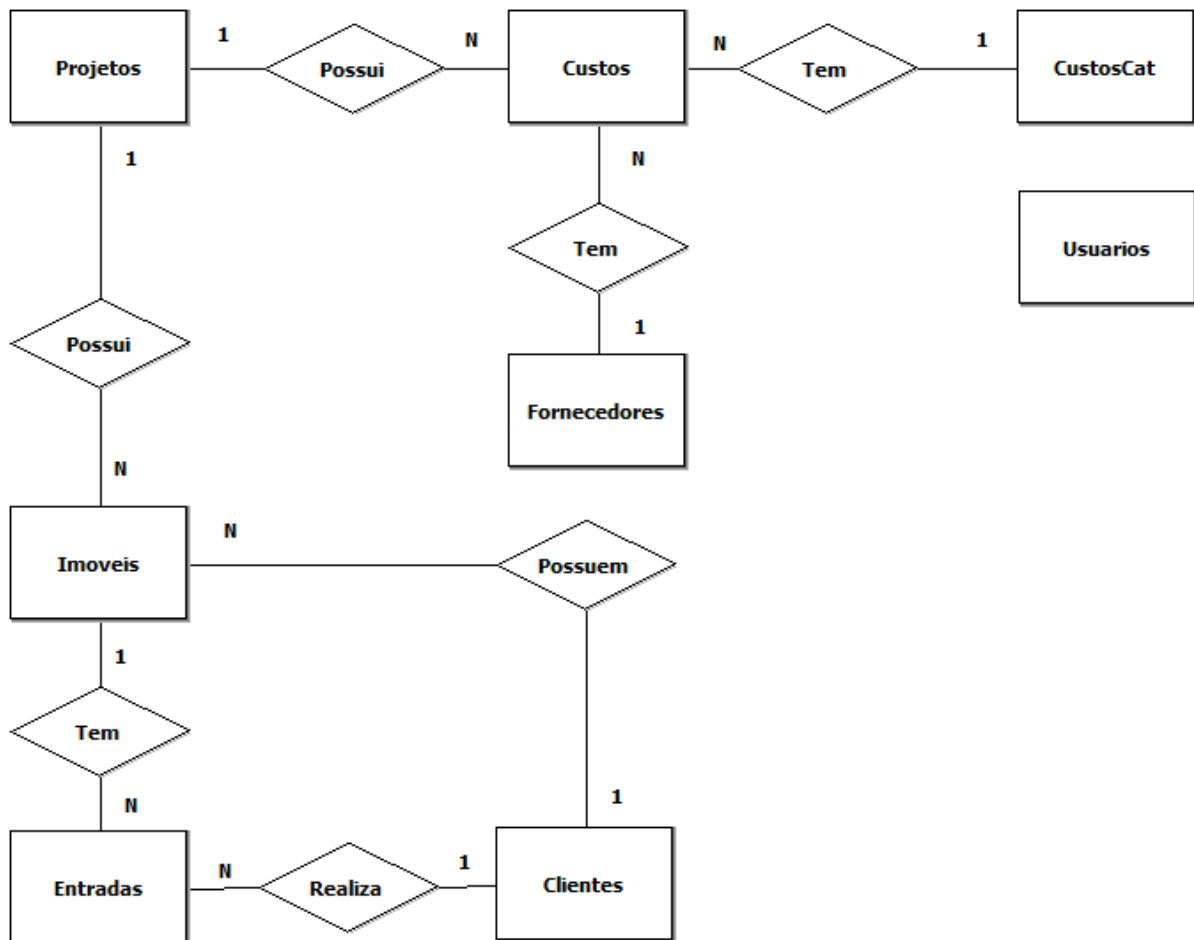 1
N
N
1
Projetos
Possui
Custos
Tem
CustosCat
1
N
Tem
Usuarios
1
Possui
Fornecedores
N
N
Imoveis
Possuem
1
Tem
1
N
N
1
Entradas
Realiza
Clientes